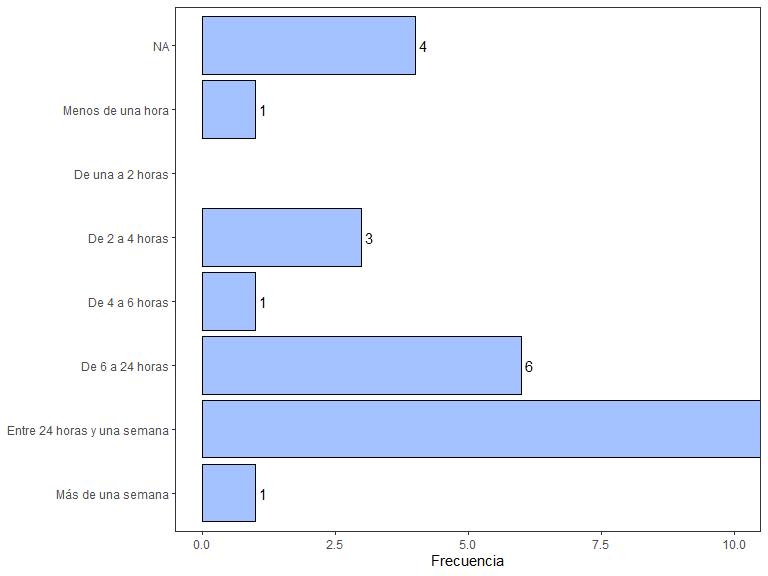 NA
4
Menos de una hora
1
De una a 2 horas
De 2 a 4 horas
3
De 4 a 6 horas
1
De 6 a 24 horas
6
Entre 24 horas y una semana
Más de una semana
1
0.0 2.5 5.0 7.5 10.0
Frecuencia